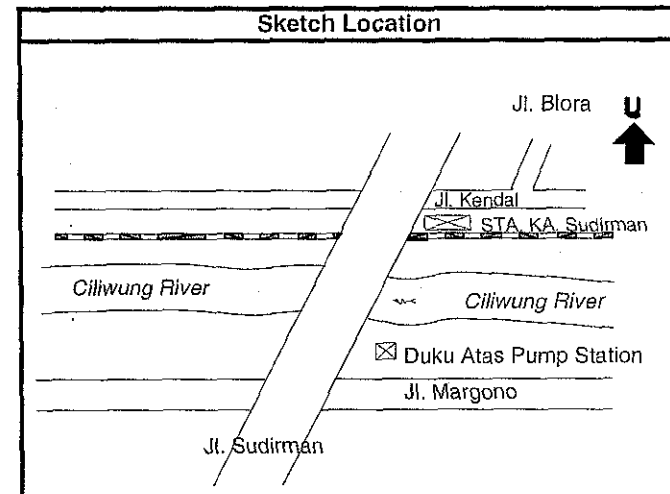 Sketch Location
Jl. Blora
U
Jl. Kendal
STA. KA. Sudirman
Ciliwung River
Ciliwung River
Duku Atas Pump Station
Jl. Margono
Jl. Sudirman